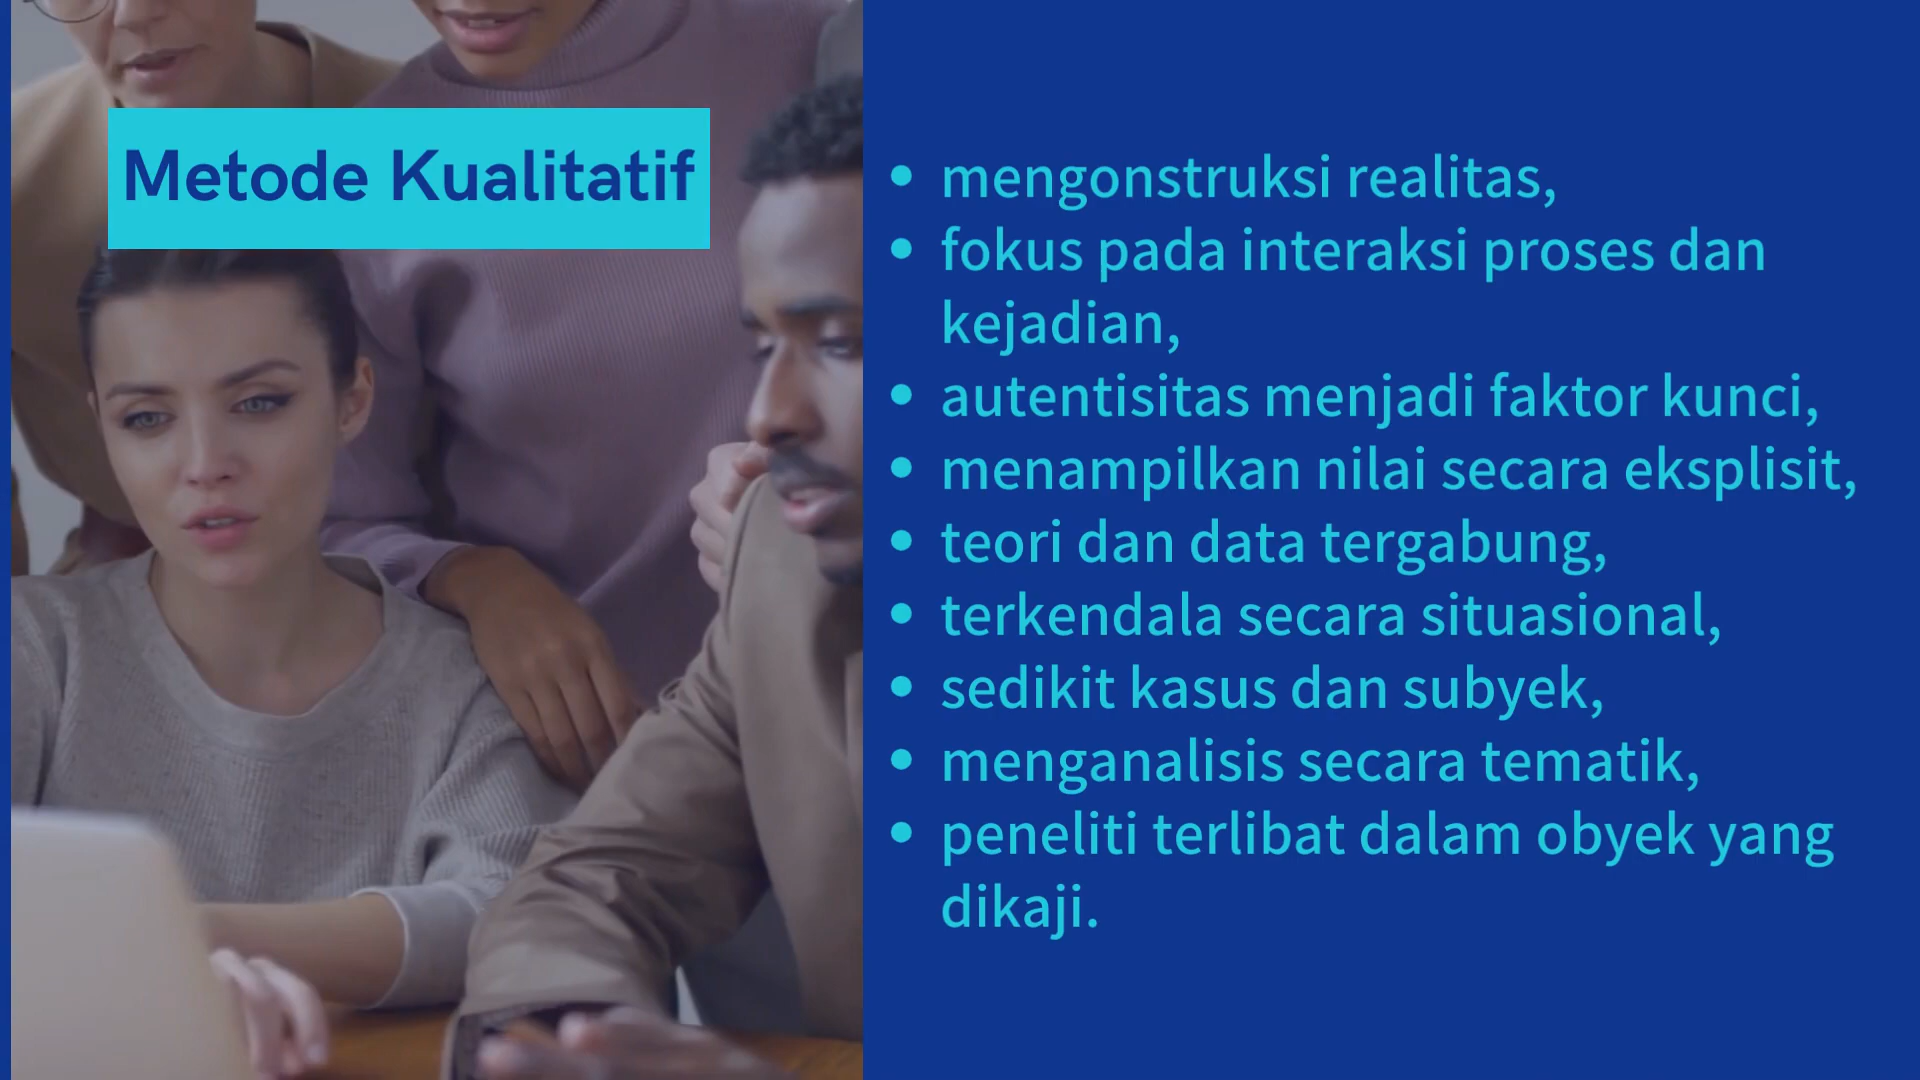 Metode Kualitatif
• mengonstruksi realitas,
• fokus pada interaksi proses dan
kejadian,
• autentisitas menjadi faktor kunci,
• menampilkan nilai secara eksplisit,
• teori dan data tergabung,
• terkendala secara situasional,
• sedikit kasus dan subyek,
• menganalisis secara tematik,
• peneliti terlibat dalam obyek yang
dikaji.